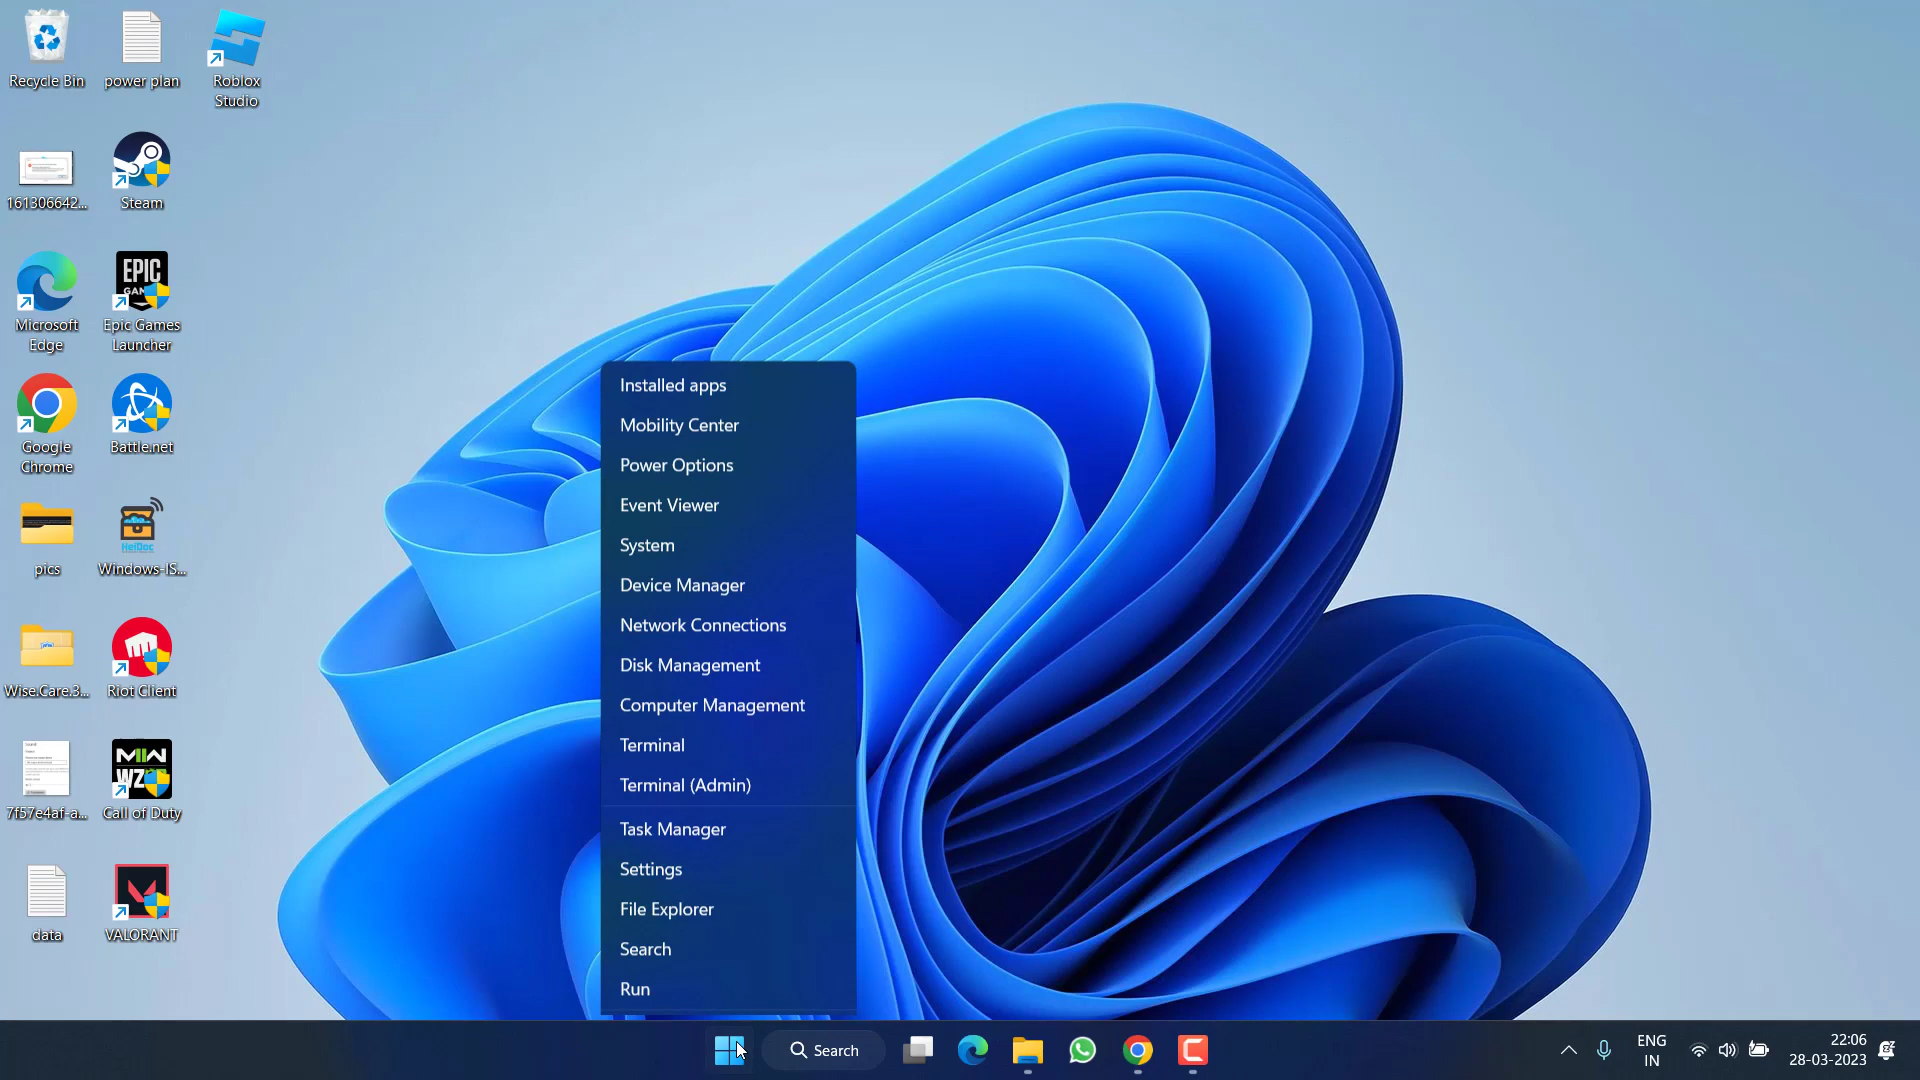 Recycle Bin
power plan
Roblox
Studio
161306642...
Steam
EPIC
Microsoft
Edge
Epic Games
Launcher
Google
Chrome
Battle.net
pics
HeiDoc
Windows-IS...
Wise.Care.3...
Riot Client
MW
WZ
7f57e4af-a...
Call of Duty
data
VALORANT
Installed apps
Mobility Center
Power Options
Event Viewer
System
Device Manager
Network Connections
Disk Management
Computer Management
Terminal
Terminal (Admin)
Task Manager
Settings
File Explorer
Search
Run
Search
ENG
IN
22:06
28-03-2023